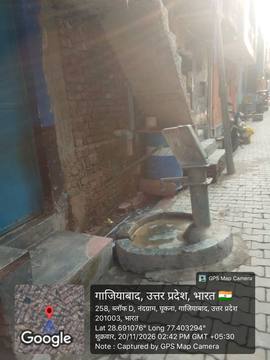 GPS Map Camera
गाजियाबाद, उत्तर प्रदेश, भारत
258, ब्लॉक D, नंदग्राम, घूकना, गाजियाबाद, उत्तर प्रदेश
201003, भारत
Lat 28.691076° Long 77.403294°
शुक्रवार, 20/11/2026 02:42 PM GMT +05:30
Note : Captured by GPS Map Camera
Google